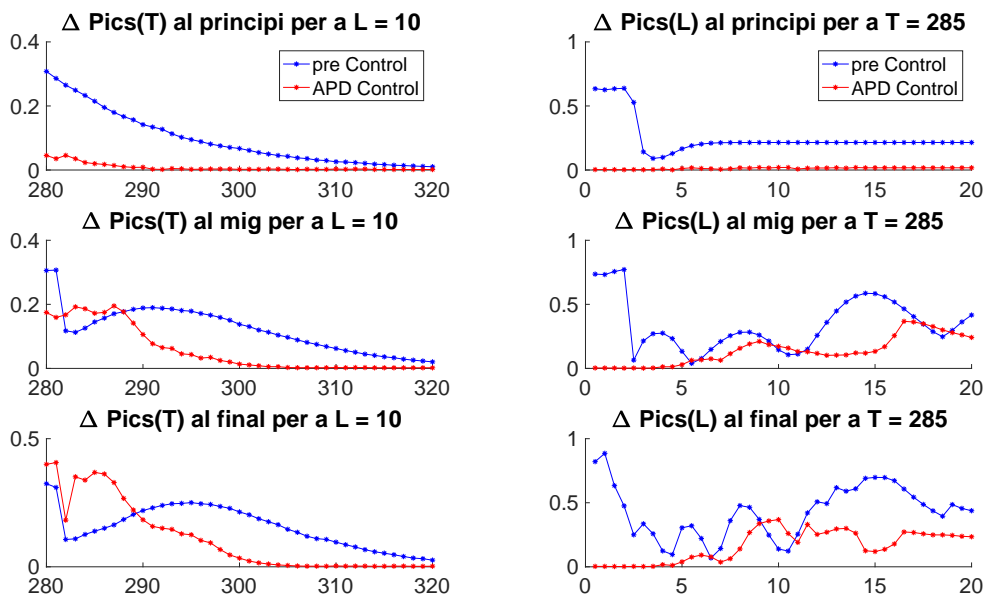 Δ Pics(T) al principi per a L = 10
0.4
0.2
0
pre Control
APD Control
280 290 300 310 320
Δ Pics(L) al principi per a T = 285
1
0.5
0
pre Control
APD Control
0 5 10 15 20
Δ Pics(T) al mig per a L = 10
0.4
0.2
0
280 290 300 310 320
Δ Pics(L) al mig per a T = 285
1
0.5
0
0 5 10 15 20
Δ Pics(T) al final per a L = 10
0.5
0
280 290 300 310 320
Δ Pics(L) al final per a T = 285
1
0.5
0
0 5 10 15 20